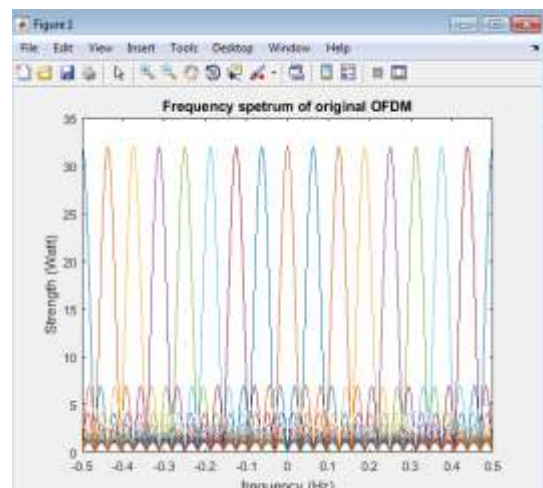 Figure 1
File Edit View Insert Tools Desktop Window Help
Frequency spetrum of original OFDM
35
30
25
20
15
10
5
0
Strength (Watt)
-0.5 -0.4 -0.3 -0.2 -0.1 0 0.1 0.2 0.3 0.4 0.5
frequency (Hz)